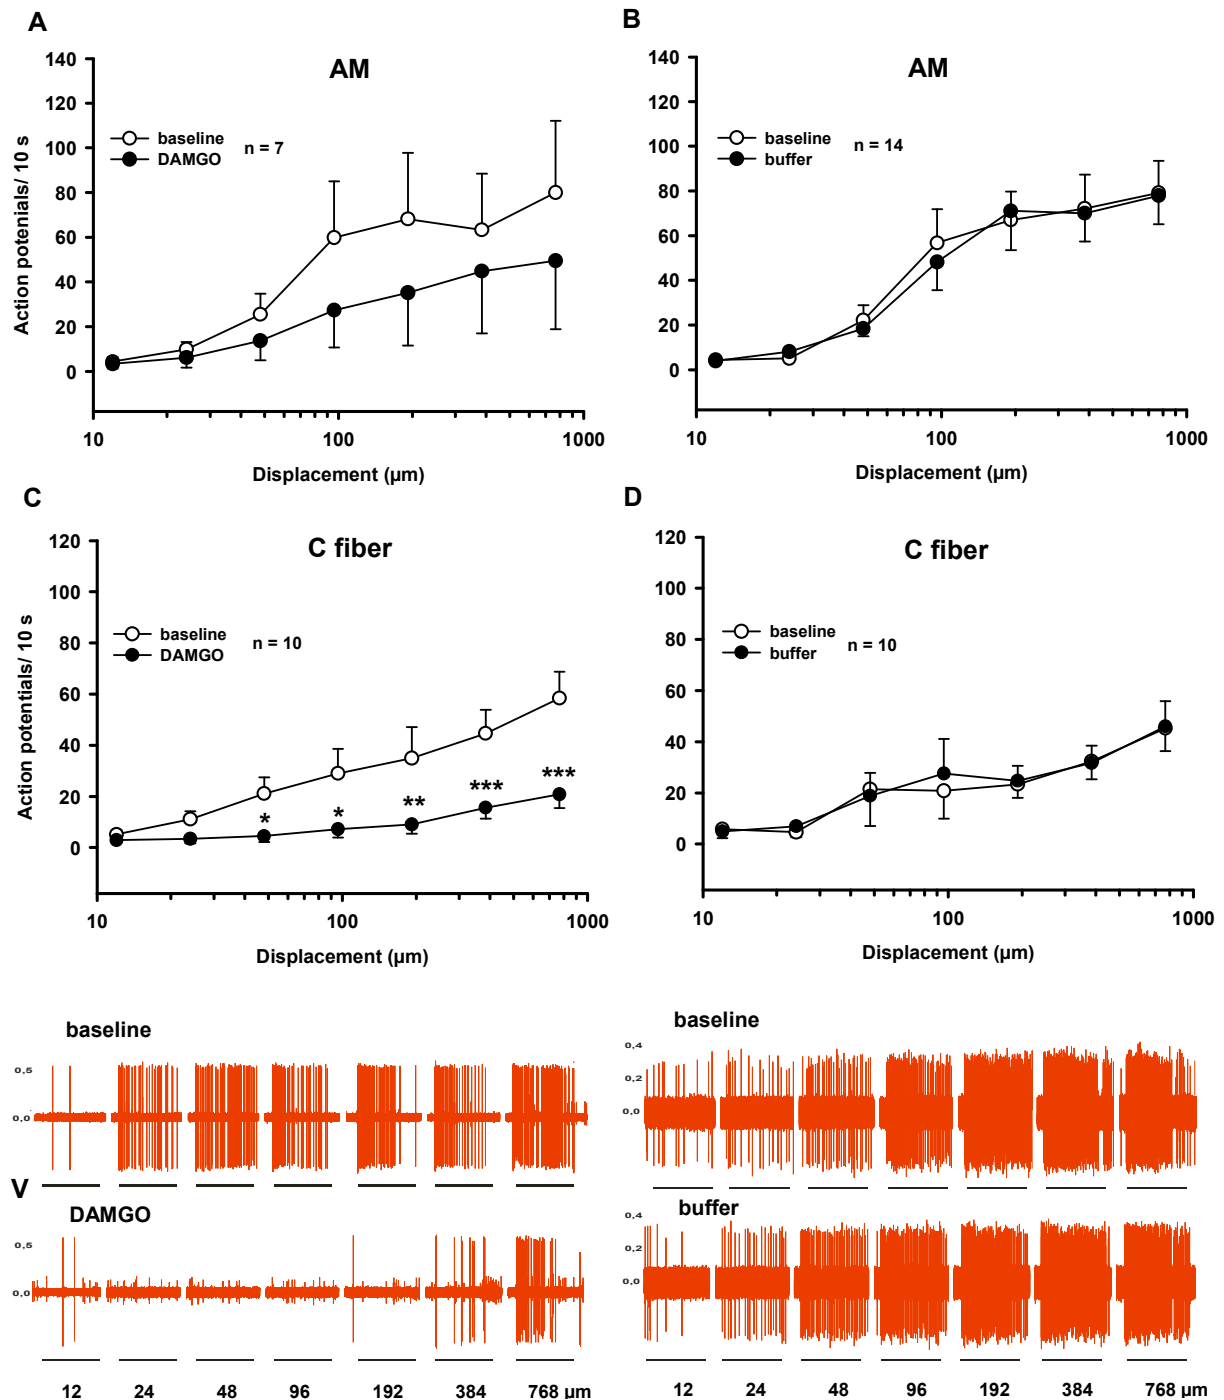 A
AM
140
120
100
80
60
40
20
0
baseline
DAMGO
n = 7
Action potenials/ 10 s
10
100
1000
Displacement (µm)
B
AM
140
120
100
80
60
40
20
0
baseline
buffer
n = 14
10
100
1000
Displacement (µm)
C
C fiber
120
100
80
60
40
20
0
baseline
DAMGO
n = 10
Action potentials/ 10 s
*
*
**
***
***
10
100
1000
Displacement (µm)
D
C fiber
120
100
80
60
40
20
0
baseline
buffer
n = 10
10
100
1000
Displacement (µm)
baseline
0,5
0,0
V
DAMGO
0,5
0,0
12 24 48 96 192 384 768 µm
baseline
0,4
0,2
0,0
buffer
0,4
0,2
0,0
12 24 48 96 192 384 768 µm